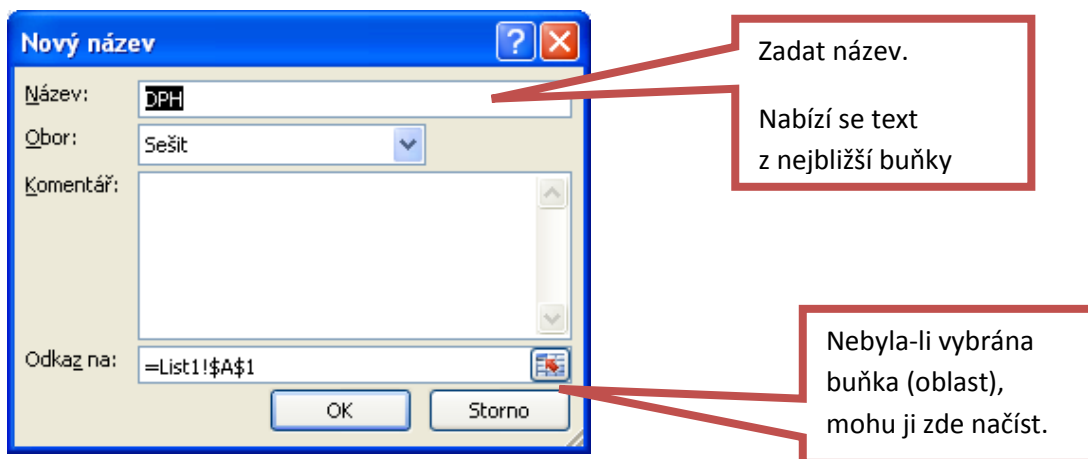 Nový název
Název:
DPH
Obor:
Sešit
Komentář:
Odkaz na:
=List1!$A$1
OK
Storno
Zadat název.
Nabízí se text
z nejbližší buňky
Nebyla-li vybrána
buňka (oblast),
mohu ji zde načíst.